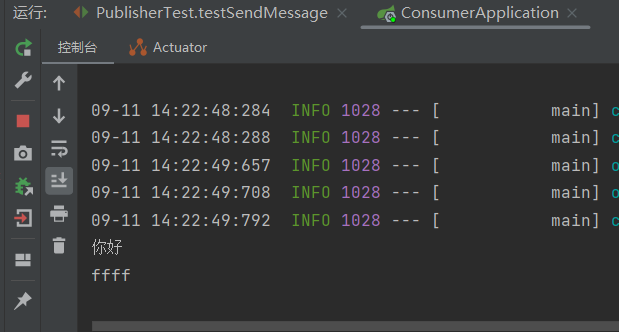 运行: PublisherTest.testSendMessage ConsumerApplication
控制台 Actuator
09-11 14:22:48:284 INFO 1028 --- [ main] c
09-11 14:22:48:288 INFO 1028 --- [ main] c
09-11 14:22:49:657 INFO 1028 --- [ main] o
09-11 14:22:49:708 INFO 1028 --- [ main] o
09-11 14:22:49:792 INFO 1028 --- [ main] c
你好
ffff